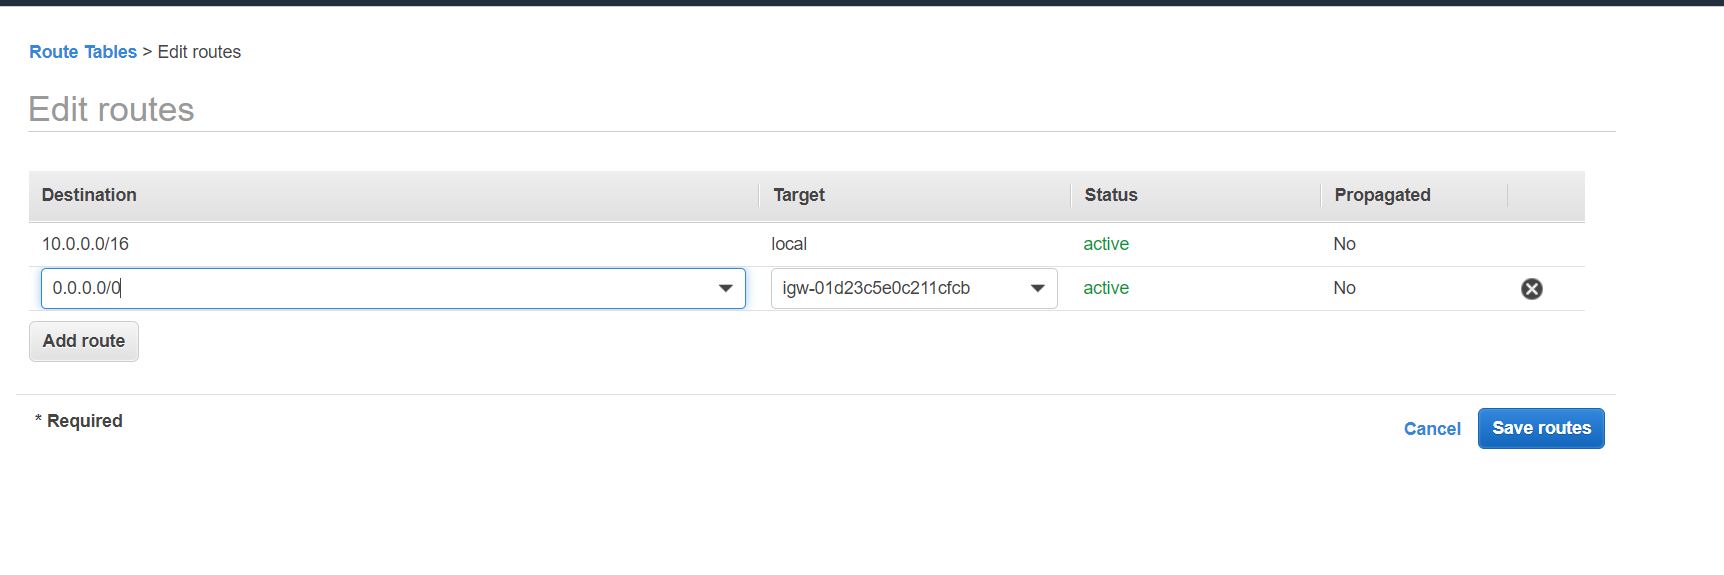 Route Tables > Edit routes
Edit routes
Destination Target Status Propagated
10.0.0.0/16 local active No
0.0.0.0/0 igw-01d23c5e0c211cfcb active No
Add route
* Required
Cancel Save routes